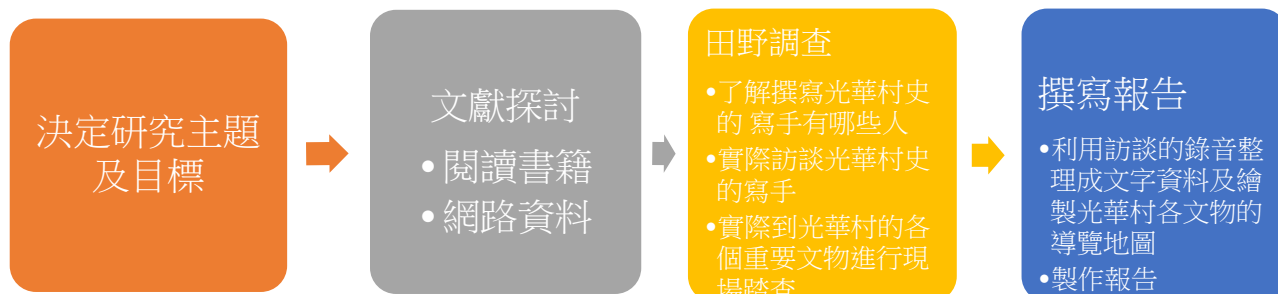 決定研究主題
及目標
文獻探討
•閱讀書籍
•網路資料
田野調查
•了解撰寫光華村史
的 寫手有哪些人
•實際訪談光華村史
的寫手
•實際到光華村的各
個重要文物進行現
場踏查
撰寫報告
•利用訪談的錄音整
理成文字資料及繪
製光華村各文物的
導覽地圖
•製作報告